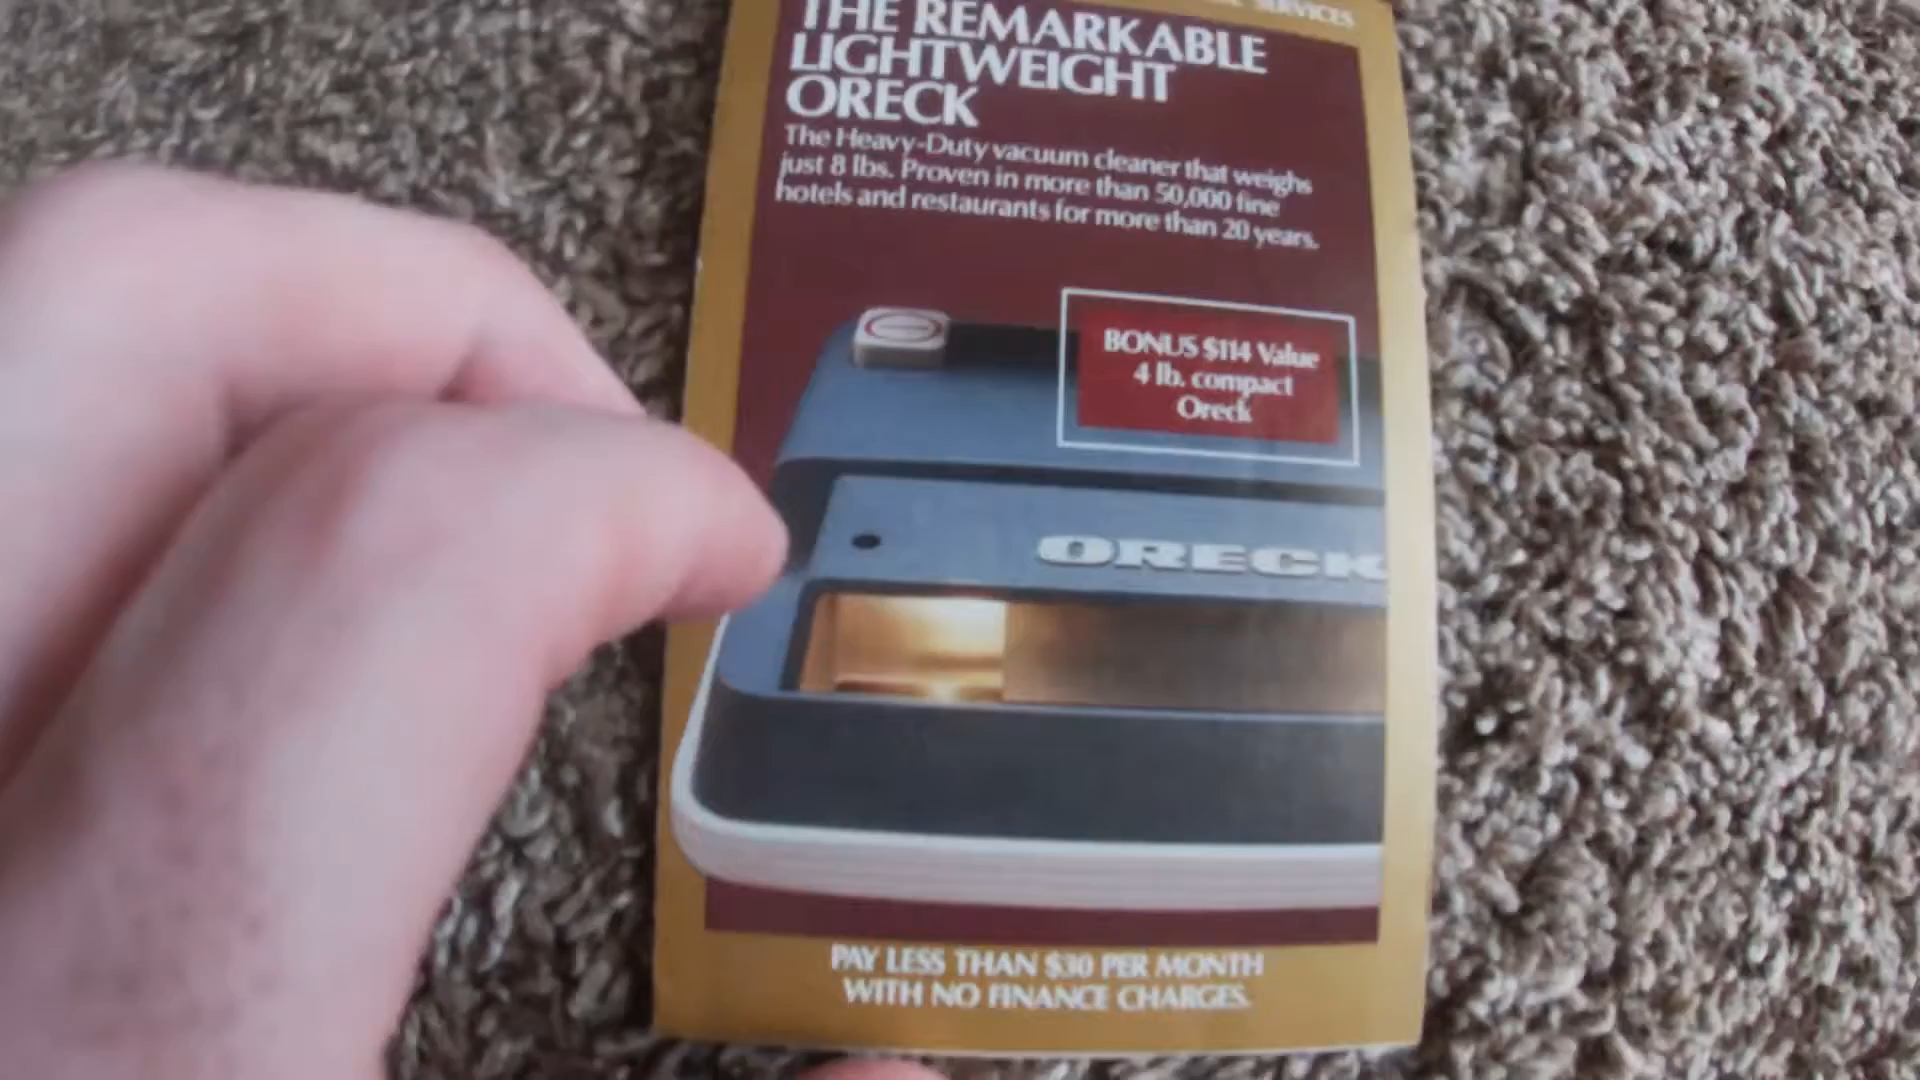 SERVICES
THE REMARKABLE
LIGHTWEIGHT
ORECK
The Heavy-Duty vacuum cleaner that weighs
just 8 lbs. Proven in more than 50,000 fine
hotels and restaurants for more than 20 years.
BONUS $114 Value
4 lb. compact
Oreck
ORECK
PAY LESS THAN $30 PER MONTH
WITH NO FINANCE CHARGES.